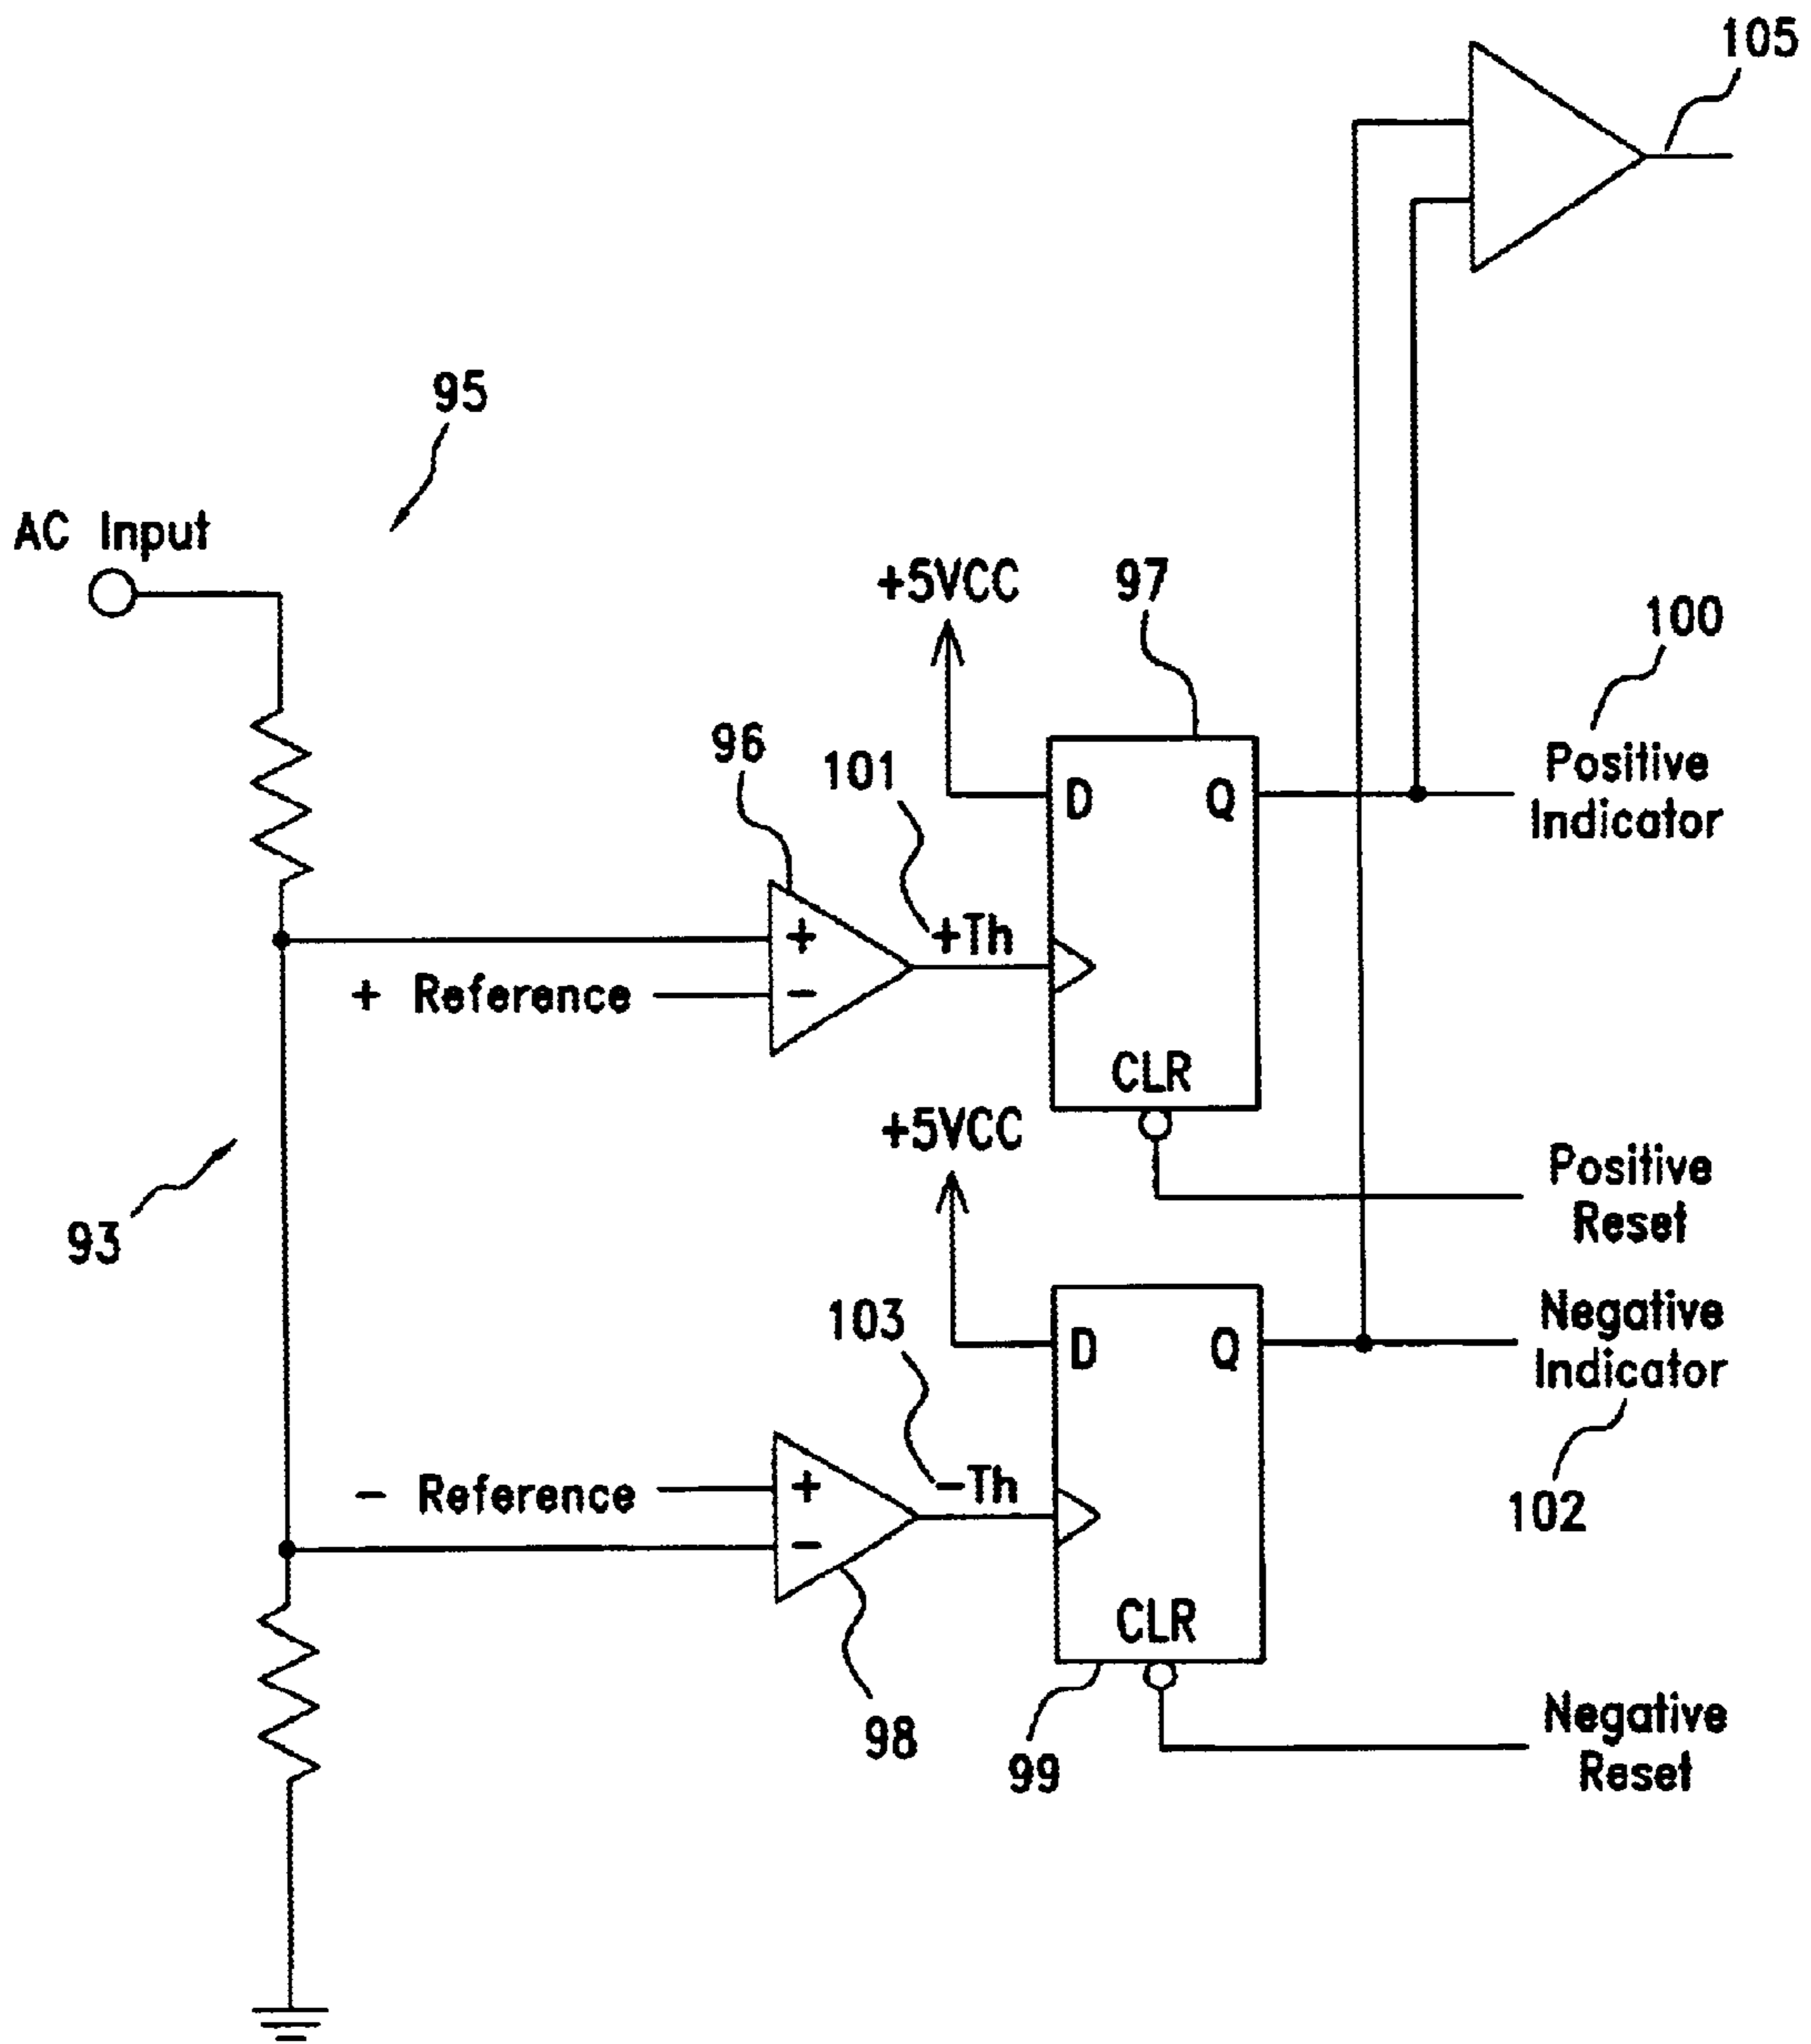 105
95
AC Input
+5VCC
97
100
Positive
Indicator
96
101
D
Q
+
+Th
+ Reference
-
CLR
+5VCC
Positive
Reset
93
Negative
Indicator
103
D
Q
- Reference
+
-Th
102
-
CLR
98
99
Negative
Reset